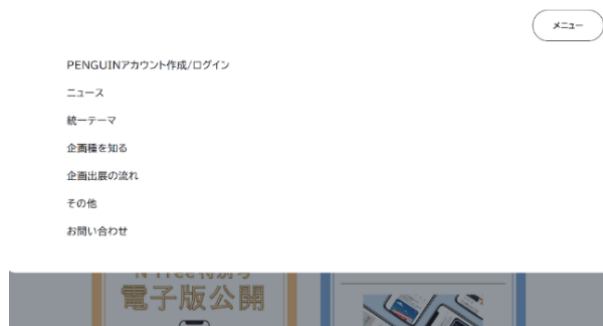 メニュー
PENGUINアカウント作成/ログイン
ニュース
統一テーマ
企画種を知る
企画出展の流れ
その他
お問い合わせ
電子版公開